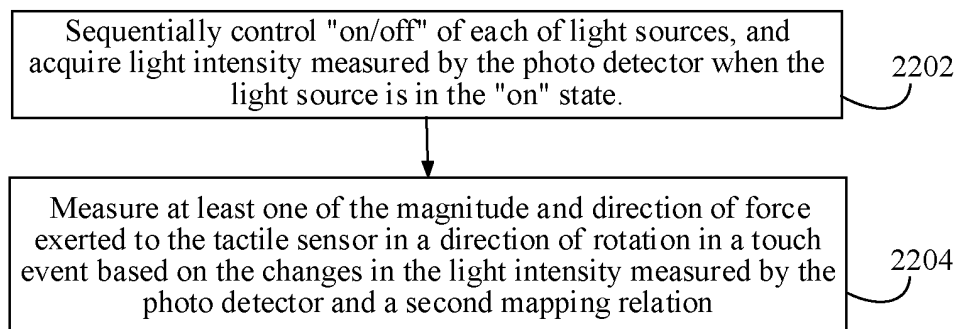 Sequentially control "on/off" of each of light sources, and
acquire light intensity measured by the photo detector when the
light source is in the "on" state.
2202
Measure at least one of the magnitude and direction of force
exerted to the tactile sensor in a direction of rotation in a touch
event based on the changes in the light intensity measured by the
photo detector and a second mapping relation
2204